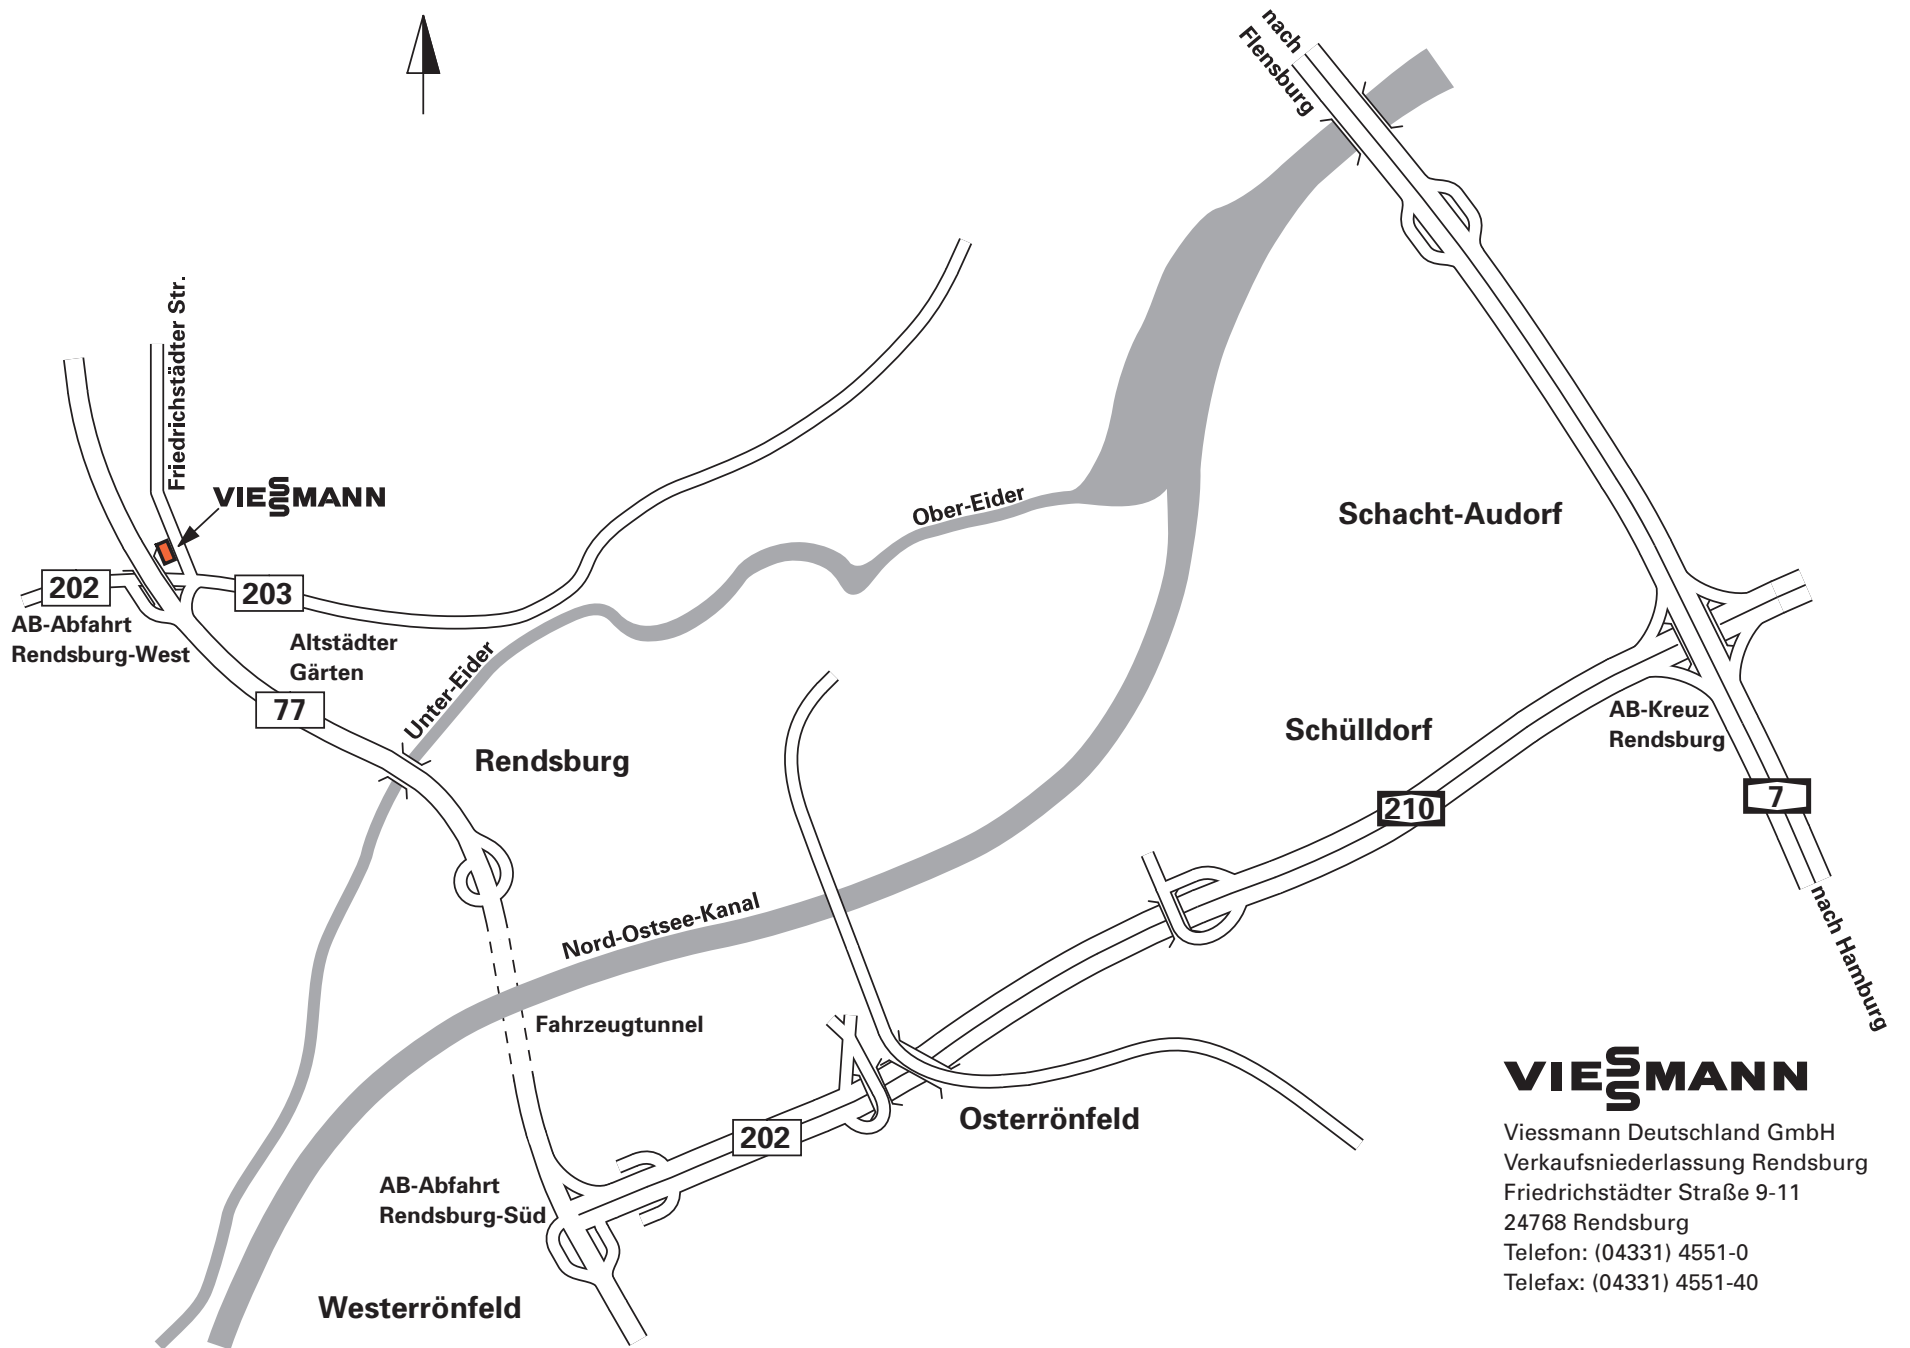 nach
Flensburg
Friedrichstädter Str.
VIESSMANN
Ober-Eider
Schacht-Audorf
202
203
AB-Abfahrt
Rendsburg-West
Altstädter
Gärten
Unter-Eider
77
Rendsburg
Schülldorf
AB-Kreuz
Rendsburg
210
7
Nord-Ostsee-Kanal
nach Hamburg
Fahrzeugtunnel
202
Osterrönfeld
AB-Abfahrt
Rendsburg-Süd
Westerrönfeld
VIESSMANN
Viessmann Deutschland GmbH
Verkaufsniederlassung Rendsburg
Friedrichstädter Straße 9-11
24768 Rendsburg
Telefon: (04331) 4551-0
Telefax: (04331) 4551-40